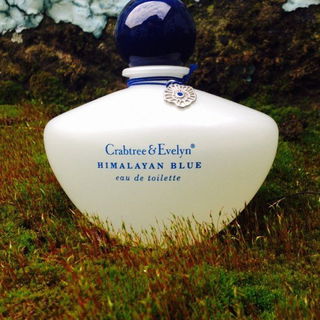 Crabtree & Evelyn®
HIMALAYAN BLUE
eau de toilette